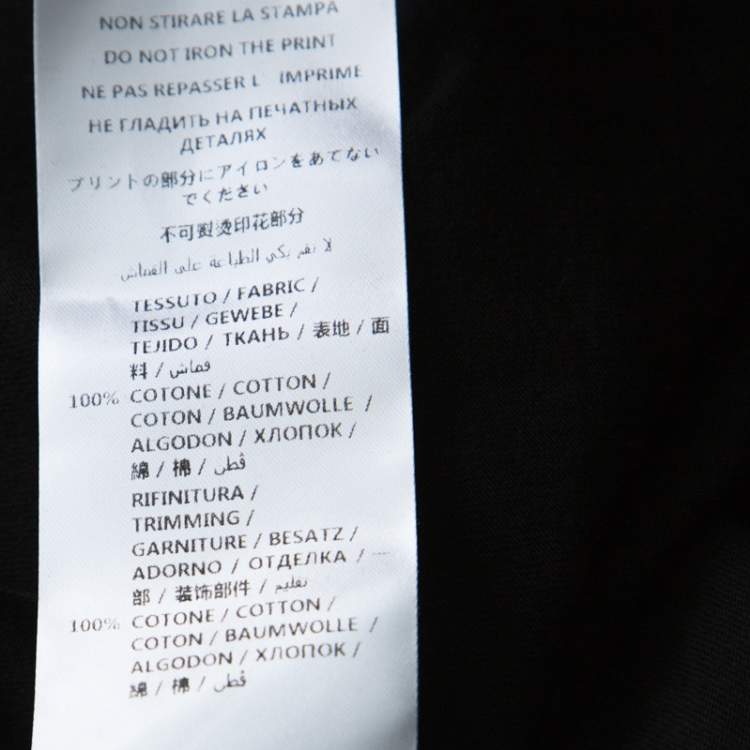 NON STIRARE LA STAMPA
DO NOT IRON THE PRINT
NE PAS REPASSER L IMPRIME
НЕ ГЛАДИТЬ НА ПЕЧАТНЫХ
ДЕТАЛЯХ
プリントの部分にアイロンをあてない
でください
不可熨烫印花部分
لا تقم بكي الطباعة على القماش
TESSUTO / FABRIC /
TISSU / GEWEBE /
TEJIDO / ТКАНЬ / 表地 / 面
料 / قماش
100% COTONE / COTTON /
COTON / BAUMWOLLE /
ALGODON / ХЛОПОК /
綿 / 棉 / قطن
RIFINITURA /
TRIMMING /
GARNITURE / BESATZ /
ADORNO / ОТДЕЛКА / 一
部 / 装饰部件 / تقليم
100% COTONE / COTTON /
COTON / BAUMWOLLE /
ALGODON / ХЛОПОК /
綿 / 棉 / قطن